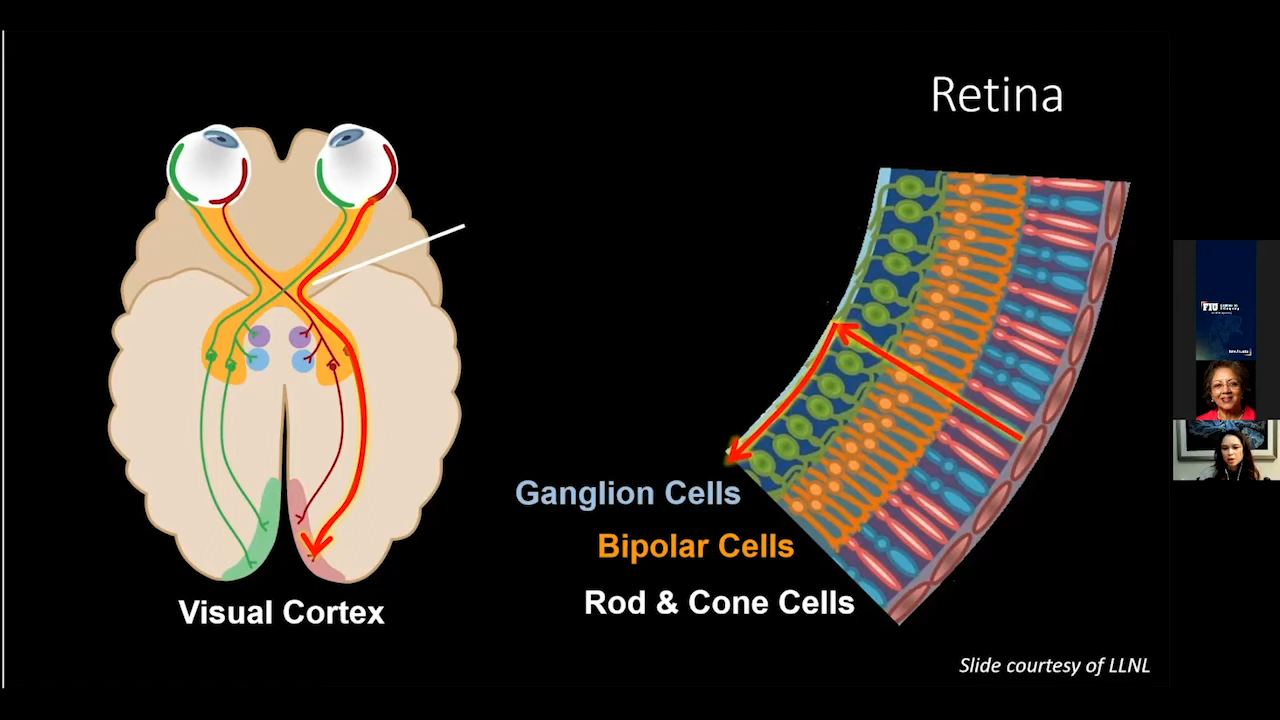 Retina
Ganglion Cells
Bipolar Cells
Rod & Cone Cells
Visual Cortex
Slide courtesy of LLNL
FIU